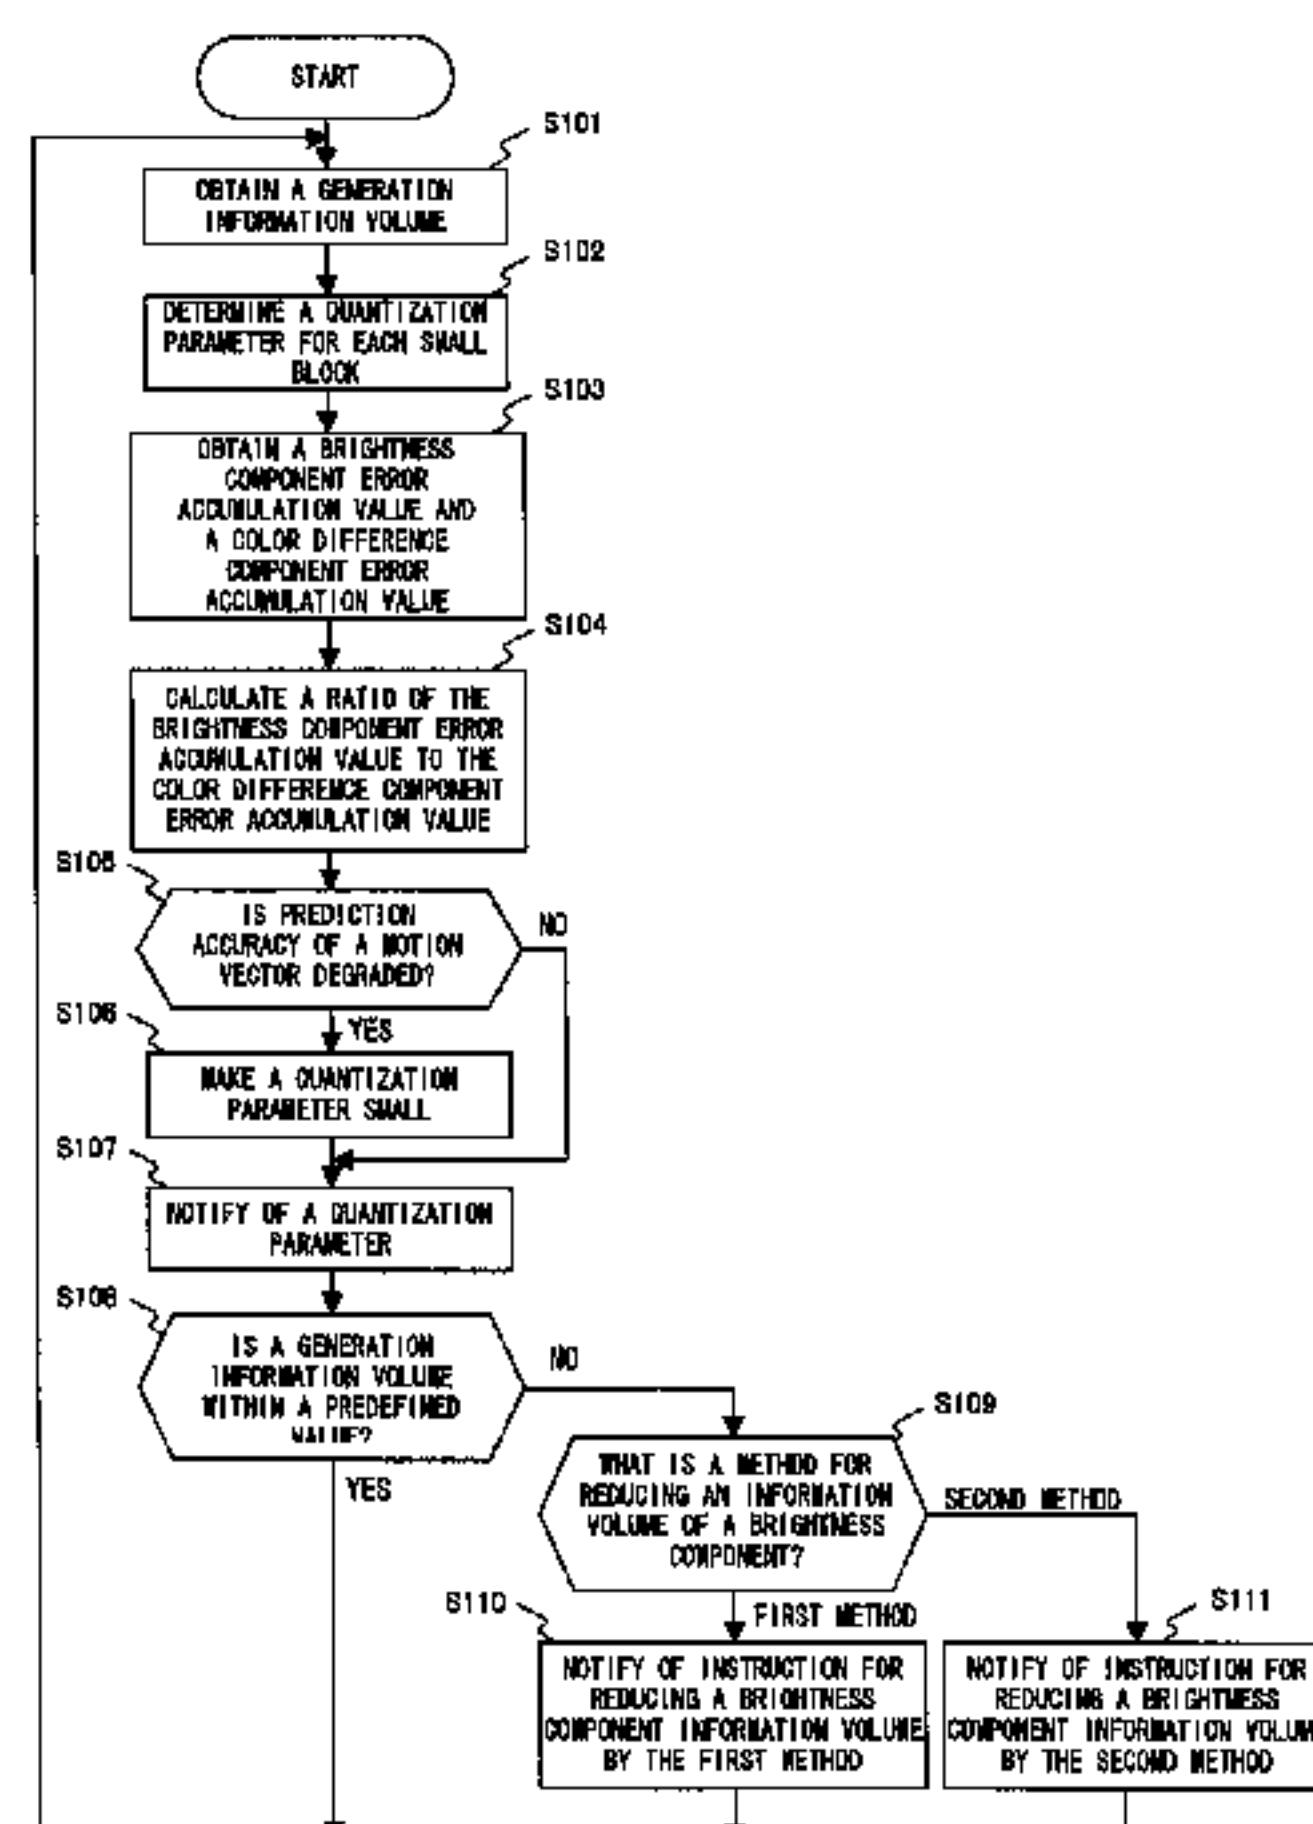 START
S101
OBTAIN A GENERATION
INFORMATION VOLUME
S102
DETERMINE A QUANTIZATION
PARAMETER FOR EACH SMALL
BLOCK
S103
OBTAIN A BRIGHTNESS
COMPONENT ERROR
ACCUMULATION VALUE AND
A COLOR DIFFERENCE
COMPONENT ERROR
ACCUMULATION VALUE
S104
CALCULATE A RATIO OF THE
BRIGHTNESS COMPONENT ERROR
ACCUMULATION VALUE TO THE
COLOR DIFFERENCE COMPONENT
ERROR ACCUMULATION VALUE
S105
IS PREDICTION
ACCURACY OF A MOTION
VECTOR DEGRADED?
NO
YES
S106
MAKE A QUANTIZATION
PARAMETER SMALL
S107
NOTIFY OF A QUANTIZATION
PARAMETER
S108
IS A GENERATION
INFORMATION VOLUME
WITHIN A PREDEFINED
VALUE?
NO
YES
S109
WHAT IS A METHOD FOR
REDUCING AN INFORMATION
VOLUME OF A BRIGHTNESS
COMPONENT?
SECOND METHOD
FIRST METHOD
S110
NOTIFY OF INSTRUCTION FOR
REDUCING A BRIGHTNESS
COMPONENT INFORMATION VOLUME
BY THE FIRST METHOD
S111
NOTIFY OF INSTRUCTION FOR
REDUCING A BRIGHTNESS
COMPONENT INFORMATION VOLUM
BY THE SECOND METHOD